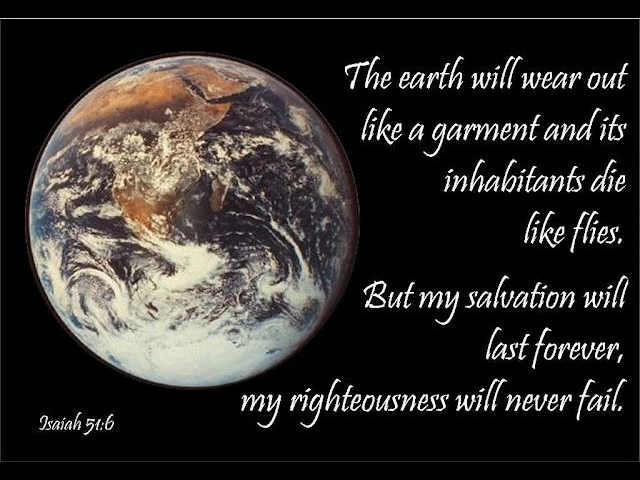 The earth will wear out
like a garment and its
inhabitants die
like flies.
But my salvation will
last forever,
my righteousness will never fail.
Isaiah 51:6